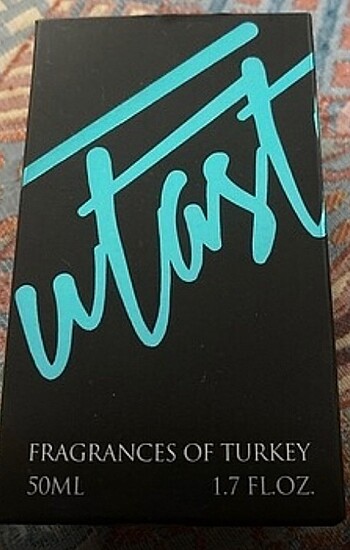 utast
FRAGRANCES OF TURKEY
50ML 1.7 FL.OZ.